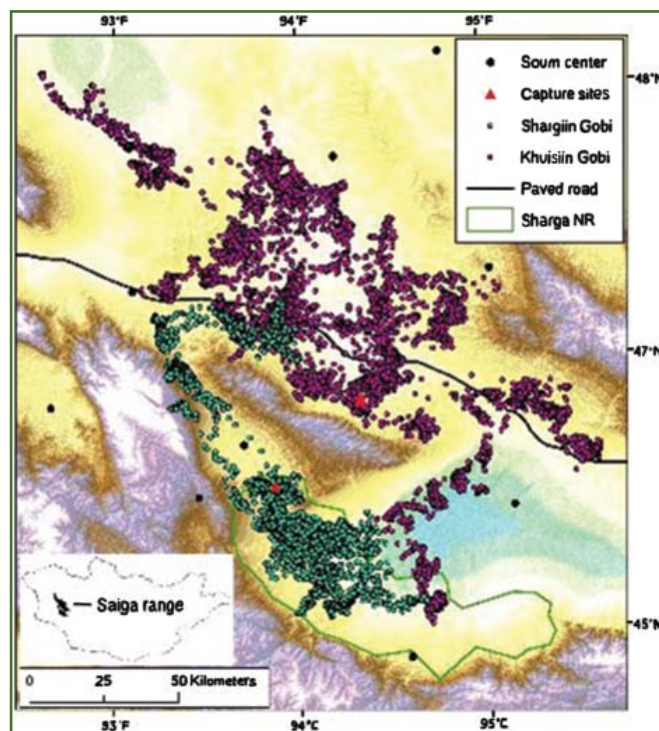 93°F
94°F
95°F
48°N
Soum center
Capture sites
Shargiin Gobi
Khuisiin Gobi
Paved road
Sharga NR
47°N
45°N
Saiga range
0 25 50 Kilometers
93°F
94°C
95°C